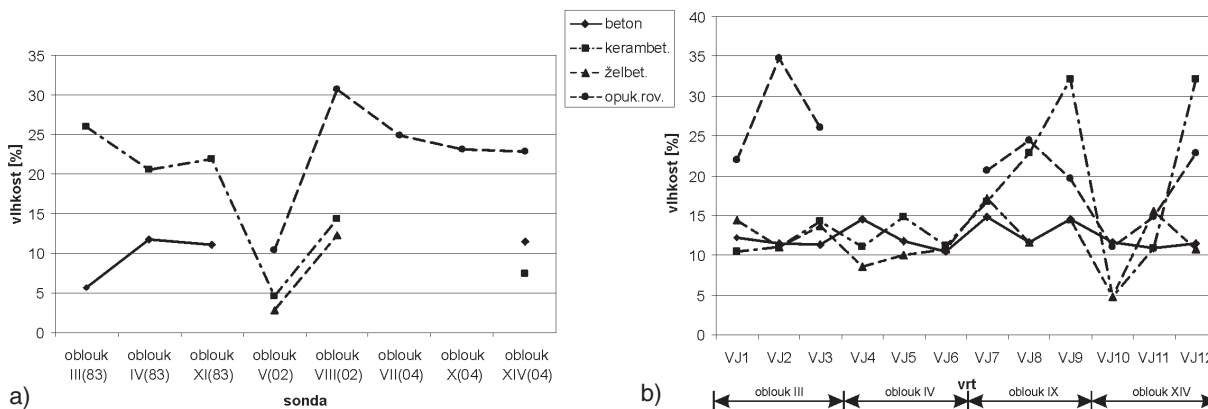 beton
kerambet.
želbet.
opuk.rov.
35
30
25
20
15
10
5
0
vlhkost [%]
oblouk III(83)
oblouk IV(83)
oblouk XI(83)
oblouk V(02)
oblouk VIII(02)
oblouk VII(04)
oblouk X(04)
oblouk XIV(04)
sonda
a)
40
35
30
25
20
15
10
5
0
vlhkost [%]
VJ1 VJ2 VJ3 VJ4 VJ5 VJ6 VJ7 VJ8 VJ9 VJ10 VJ11 VJ12
vrt
oblouk III oblouk IV oblouk IX oblouk XIV
b)